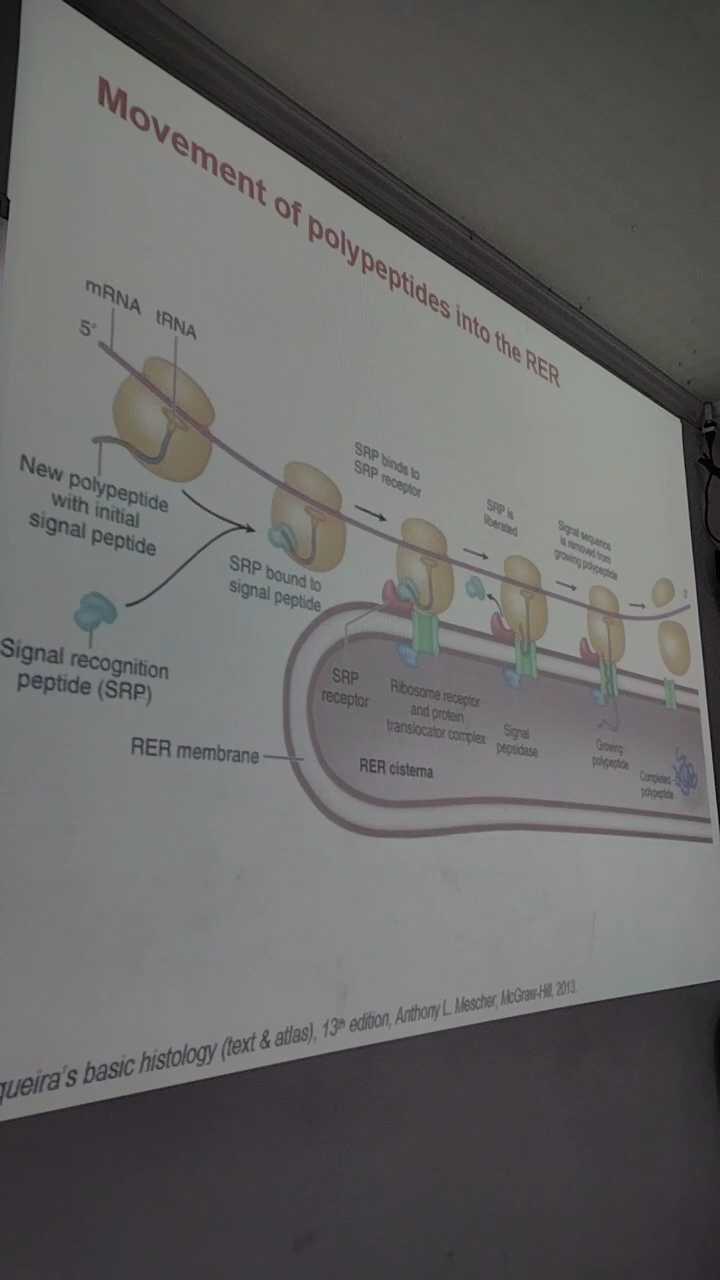 Movement of polypeptides into the RER
mRNA
tRNA
5'
New polypeptide
with initial
signal peptide
Signal recognition
peptide (SRP)
SRP bound to
signal peptide
SRP binds to
SRP receptor
SRP is
liberated
Signal sequence
is removed from
growing polypeptide
3'
SRP
receptor
Ribosome receptor
and protein
translocator complex
Signal
pepsidase
Growing
polypeptide
Completed
polypeptide
RER membrane
RER cisterna
queira's basic histology (text & atlas), 13th edition, Anthony L. Mescher, McGraw-Hill, 2013.